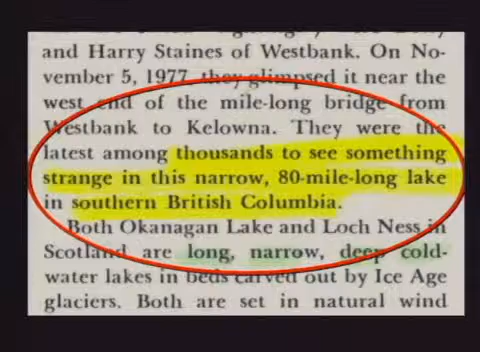 and Harry Staines of Westbank. On No-
vember 5, 1977, they glimpsed it near the
west end of the mile-long bridge from
Westbank to Kelowna. They were the
latest among thousands to see something
strange in this narrow, 80-mile-long lake
in southern British Columbia.
Both Okanagan Lake and Loch Ness in
Scotland are long, narrow, deep cold-
water lakes in beds carved out by Ice Age
glaciers. Both are set in natural wind